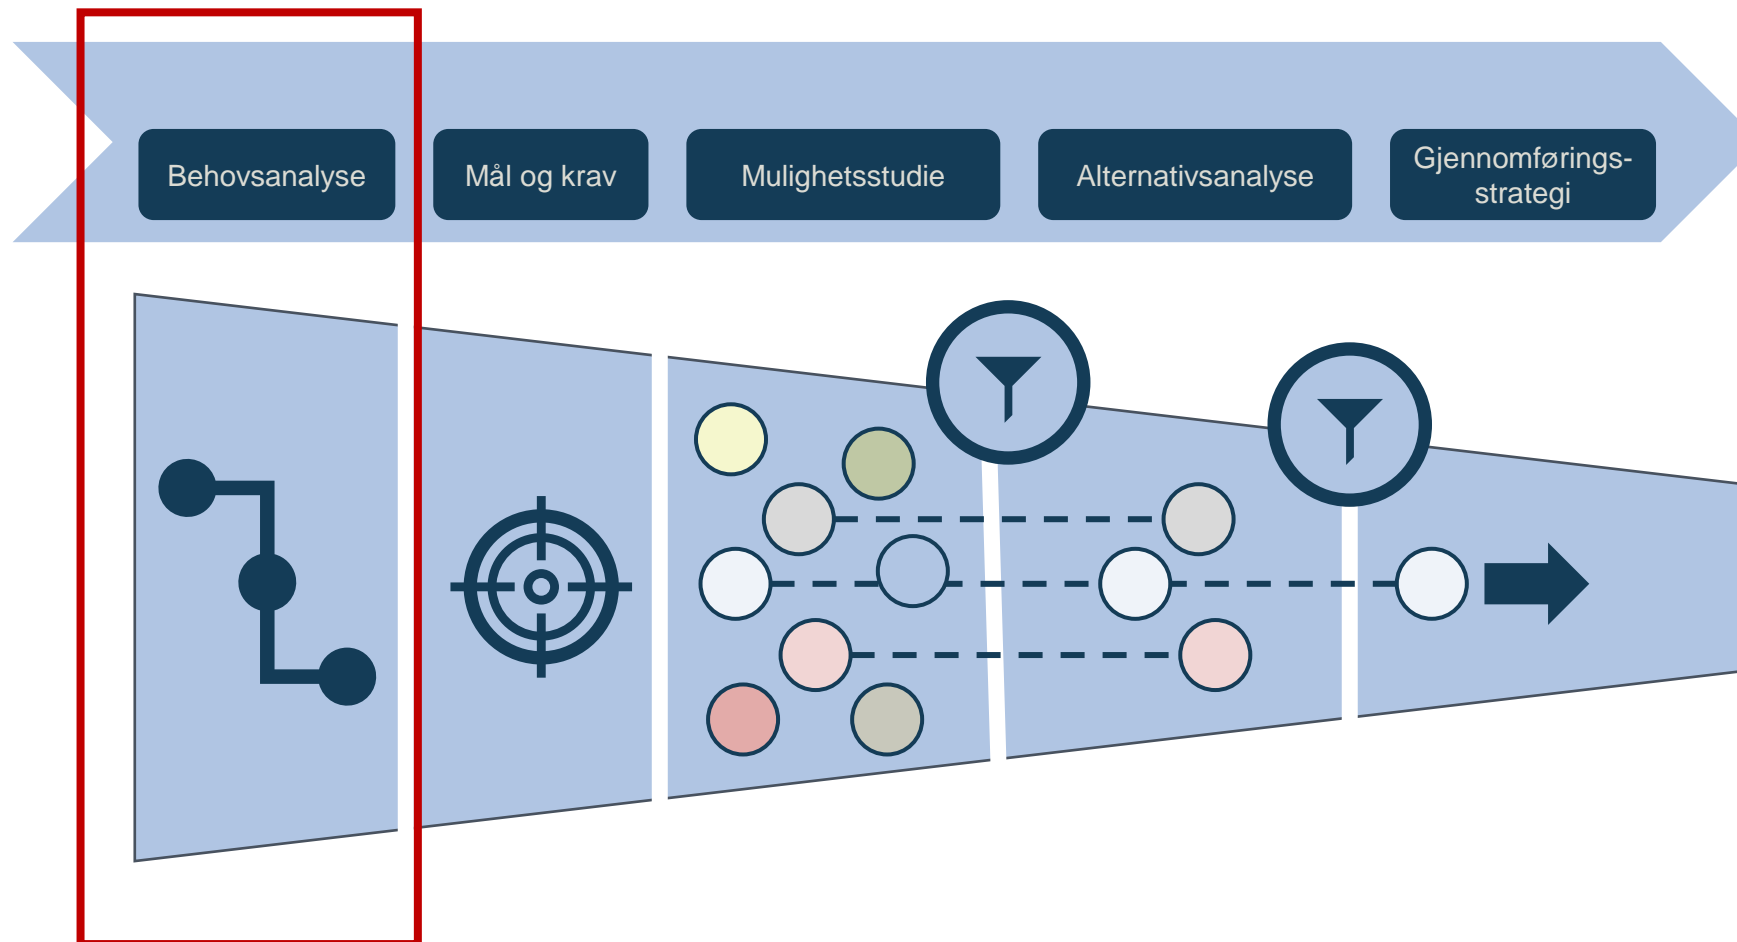 Behovsanalyse
Mål og krav
Mulighetsstudie
Alternativsanalyse
Gjennomførings-
strategi